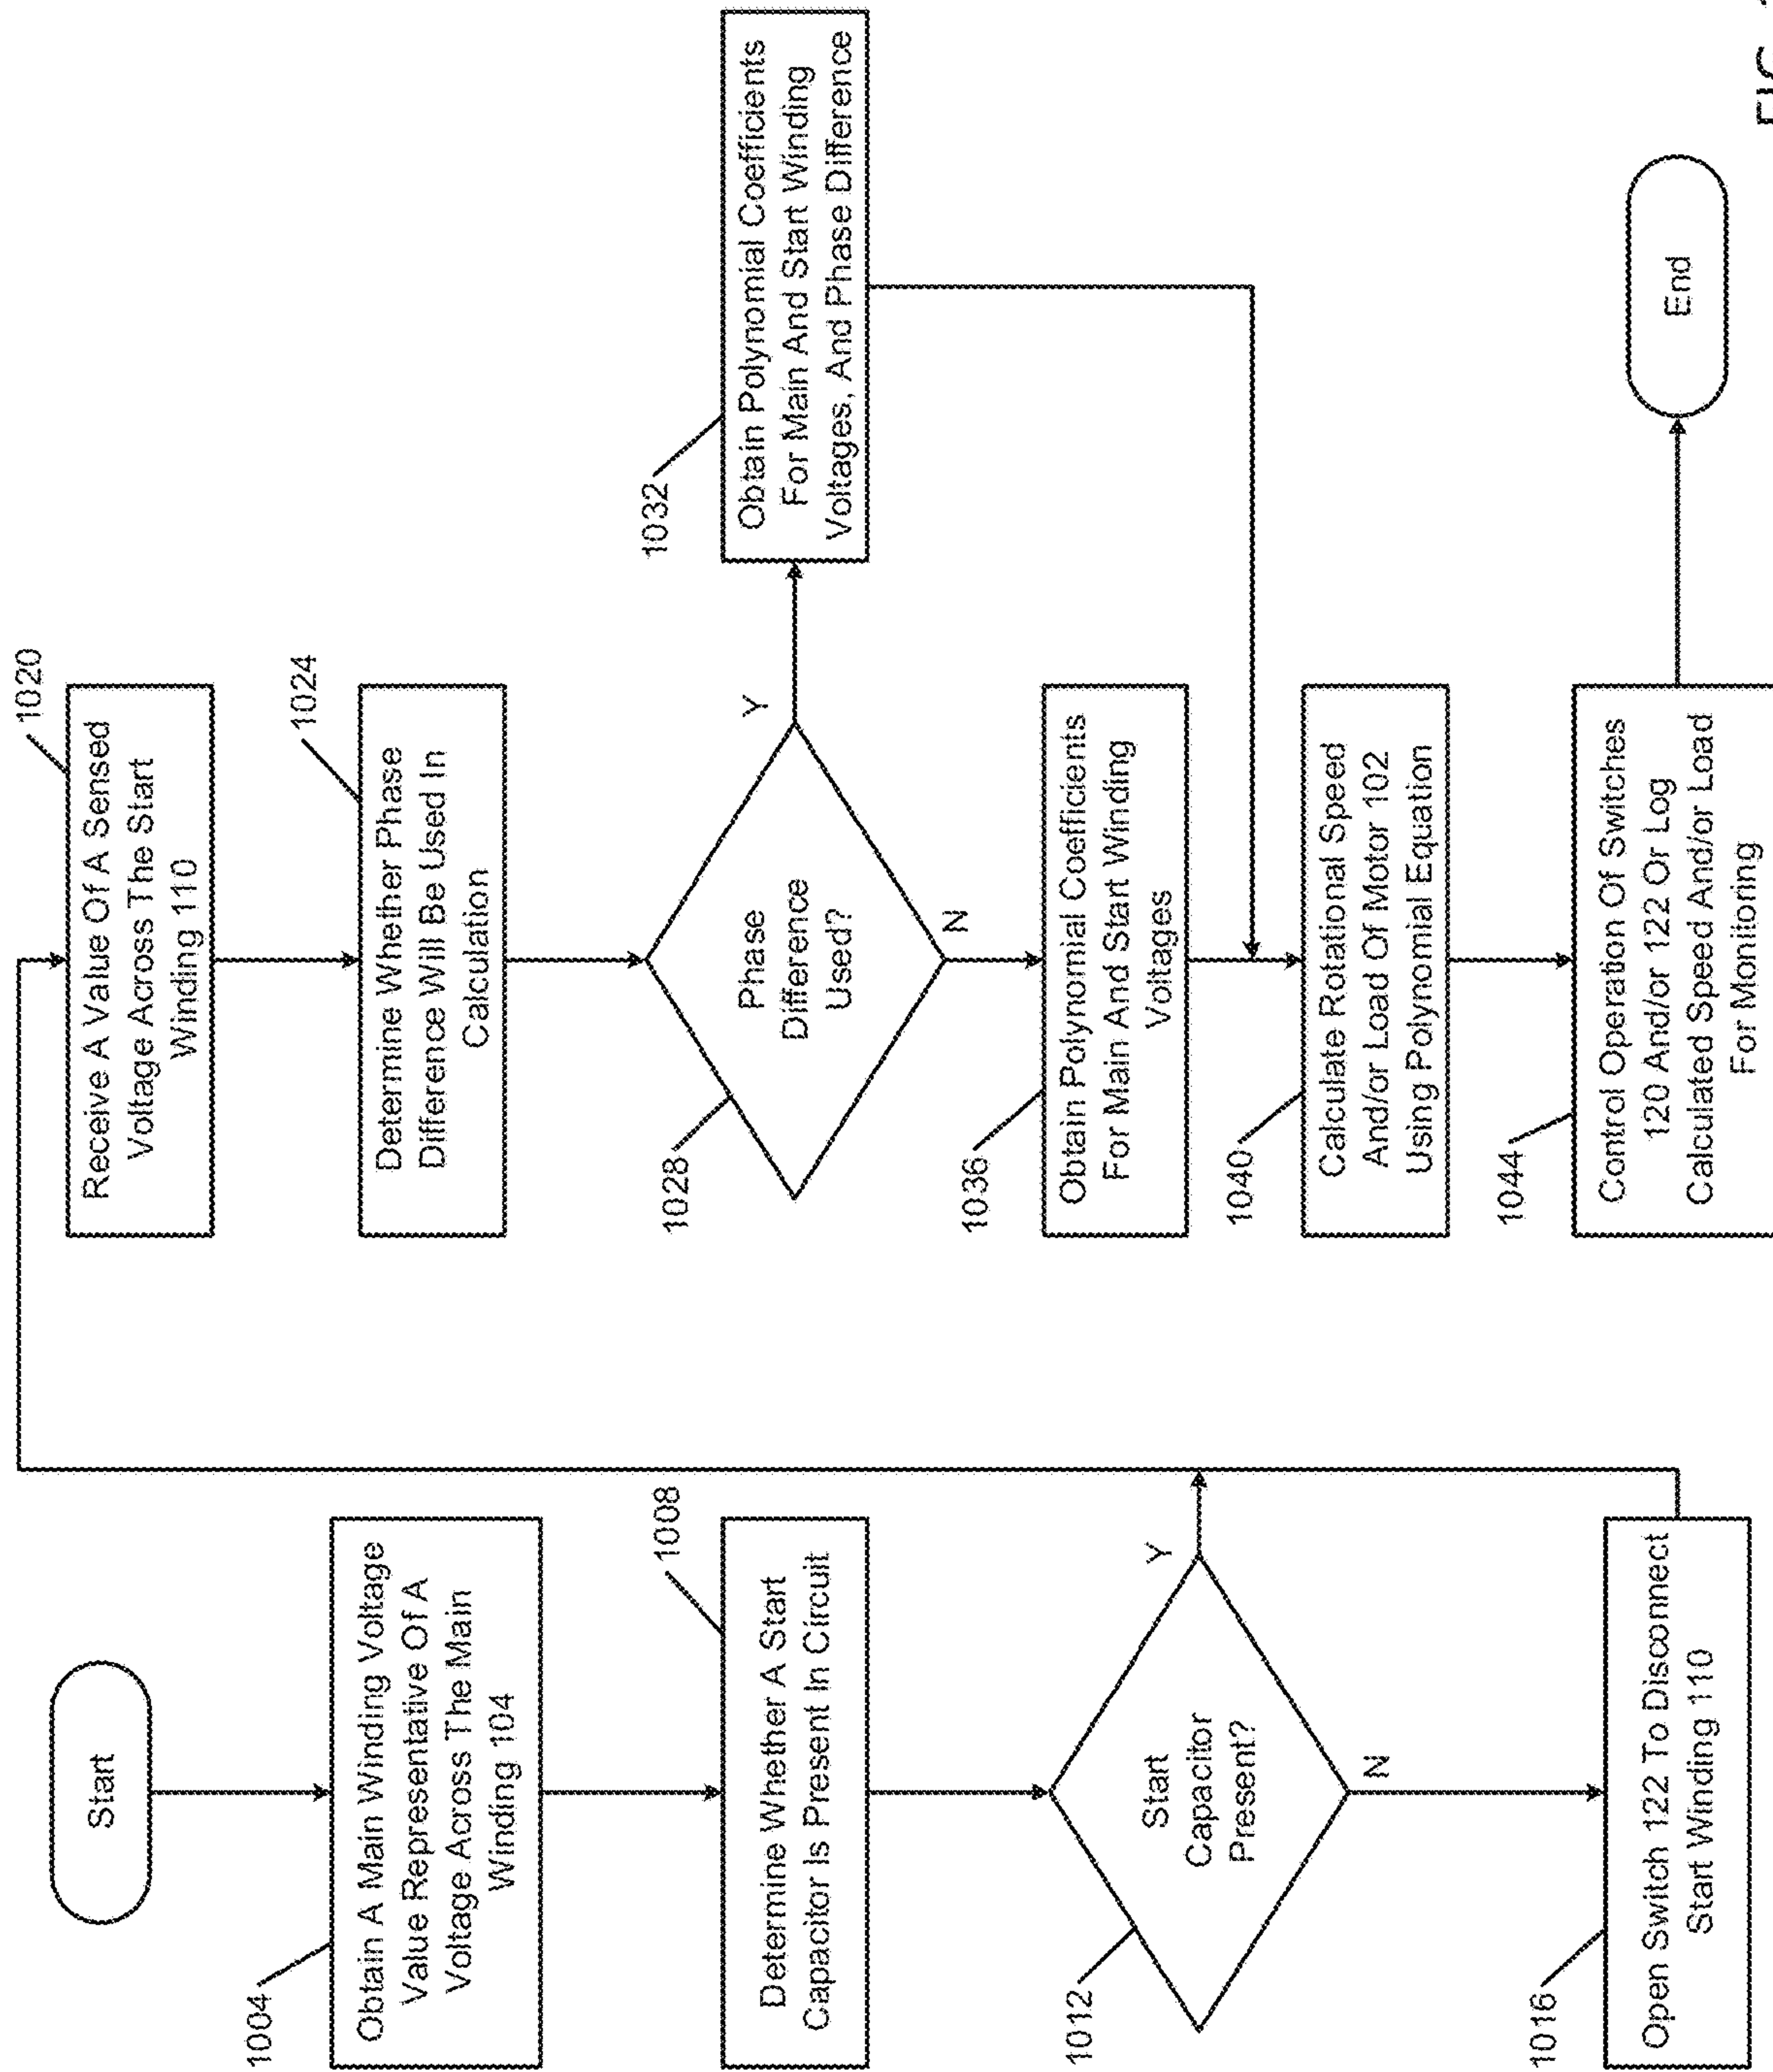 Start
1004
Obtain A Main Winding Voltage
Value Representative Of A
Voltage Across The Main
Winding 104
1008
Determine Whether A Start
Capacitor Is Present In Circuit
1012
Start
Capacitor
Present?
Y
N
1016
Open Switch 122 To Disconnect
Start Winding 110
1020
Receive A Value Of A Sensed
Voltage Across The Start
Winding 110
1024
Determine Whether Phase
Difference Will Be Used In
Calculation
1028
Phase
Difference
Used?
Y
N
1032
Obtain Polynomial Coefficients
For Main And Start Winding
Voltages, And Phase Difference
1036
Obtain Polynomial Coefficients
For Main And Start Winding
Voltages
1040
Calculate Rotational Speed
And/or Load Of Motor 102
Using Polynomial Equation
1044
Control Operation Of Switches
120 And/or 122 Or Log
Calculated Speed And/or Load
For Monitoring
End
FIG.